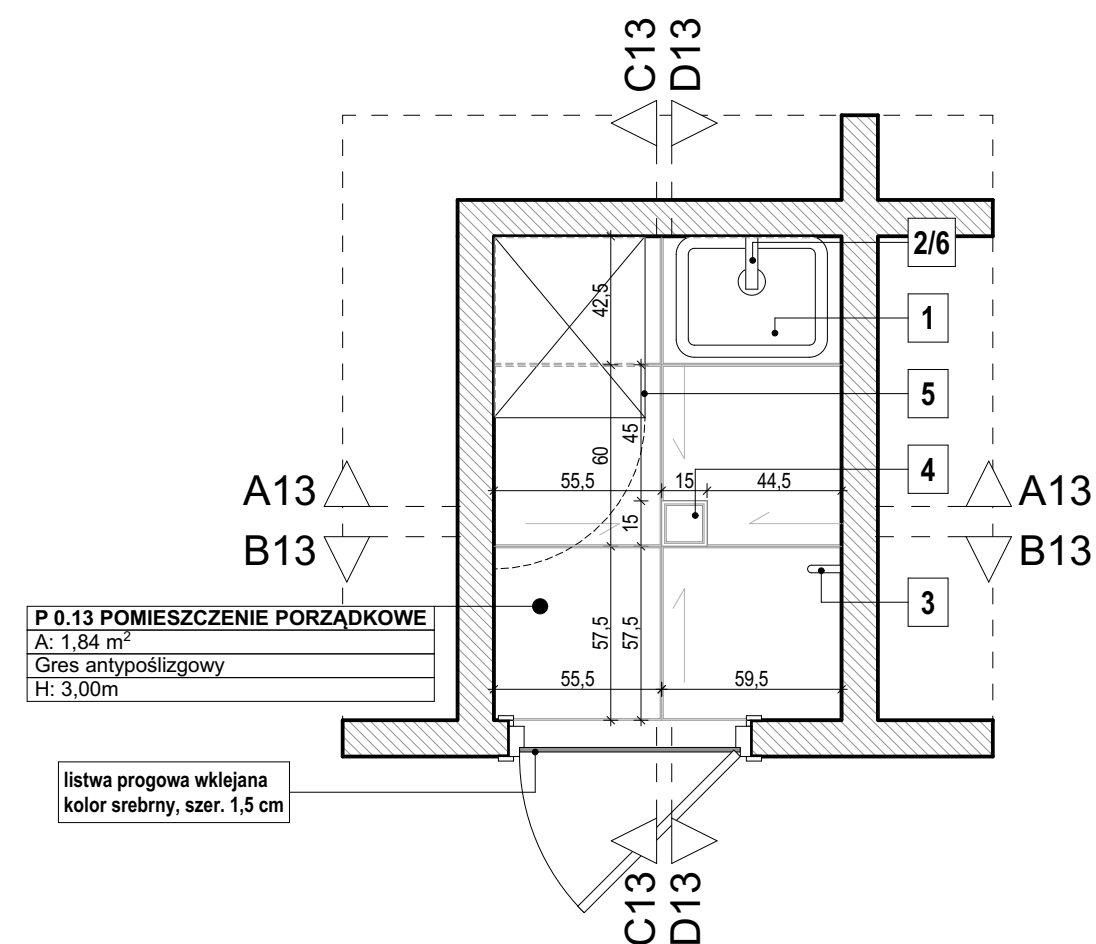 C13
D13
2/6
1
5
4
3
42,5
45
60
55,5
15
44,5
15
A13
A13
B13
B13
P 0.13 POMIESZCZENIE PORZĄDKOWE
A: 1,84 m²
Gres antypoślizgowy
H: 3,00m
57,5
57,5
55,5
59,5
listwa progowa wklejana
kolor srebrny, szer. 1,5 cm
C13
D13